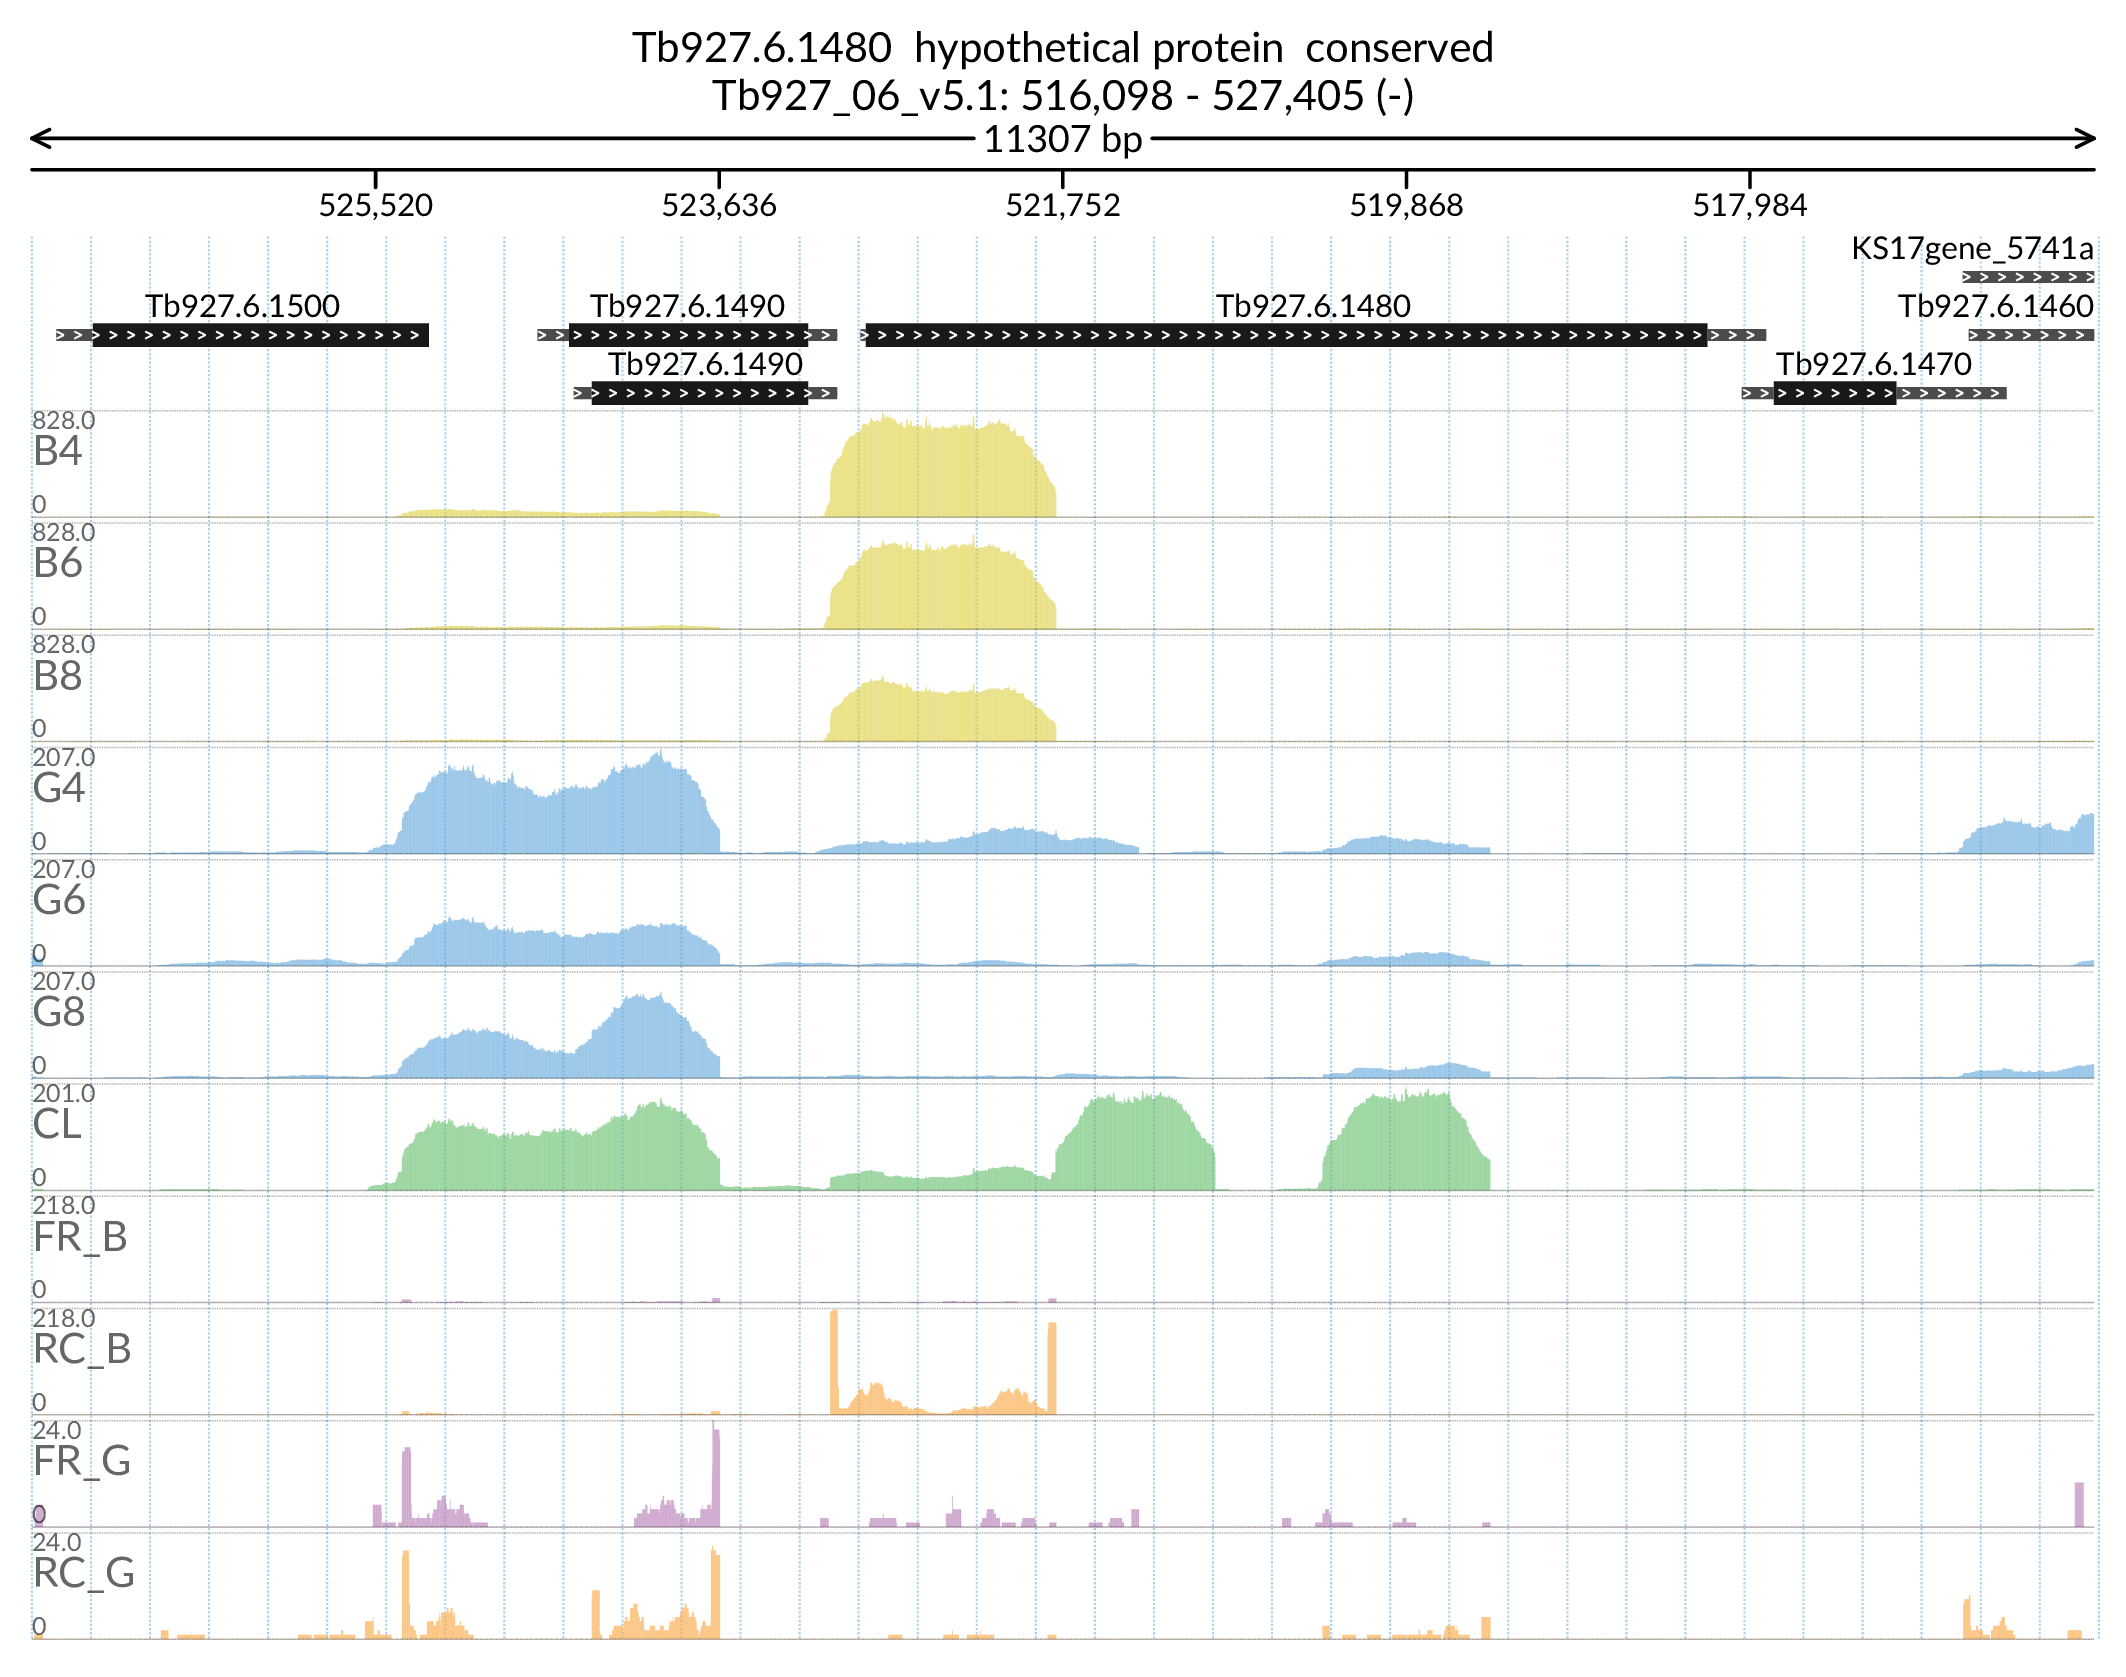 Tb927.6.1480 hypothetical protein conserved
Tb927_06_v5.1: 516,098 - 527,405 (-)
11307 bp
525,520 523,636 521,752 519,868 517,984
KS17gene_5741a
Tb927.6.1500 Tb927.6.1490 Tb927.6.1480 Tb927.6.1460
Tb927.6.1490 Tb927.6.1470
828.0
B4
0
828.0
B6
0
828.0
B8
0
207.0
G4
0
207.0
G6
0
207.0
G8
0
201.0
CL
0
218.0
FR_B
0
218.0
RC_B
0
24.0
FR_G
0
24.0
RC_G
0